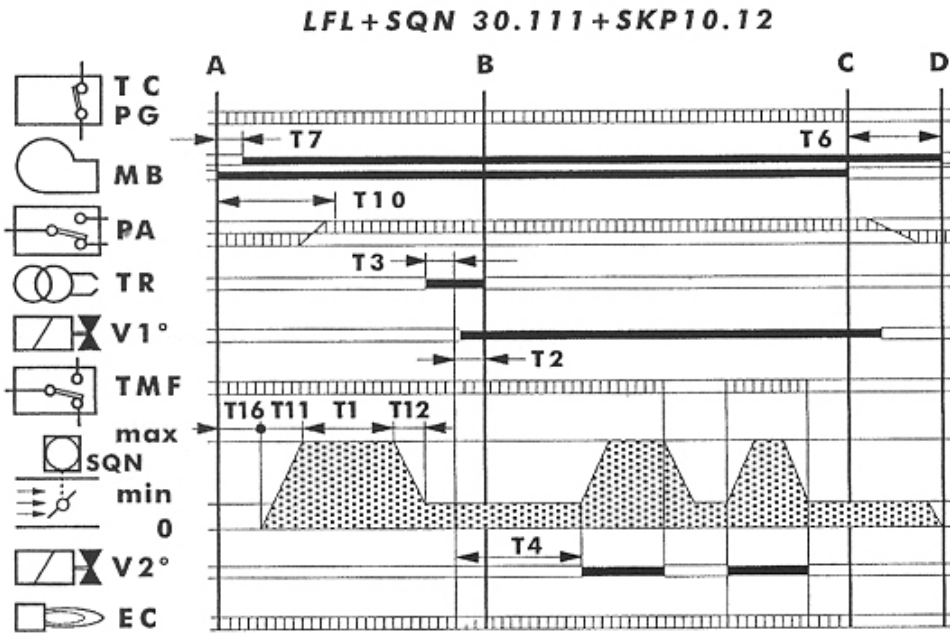 LFL+SQN 30.111+SKP10.12
A B C D
TC
PG
T7 T6
MB
T10
PA
T3
TR
V1°
T2
TMF
T16 T11 T1 T12
max
SQN
min
0
T4
V2°
EC